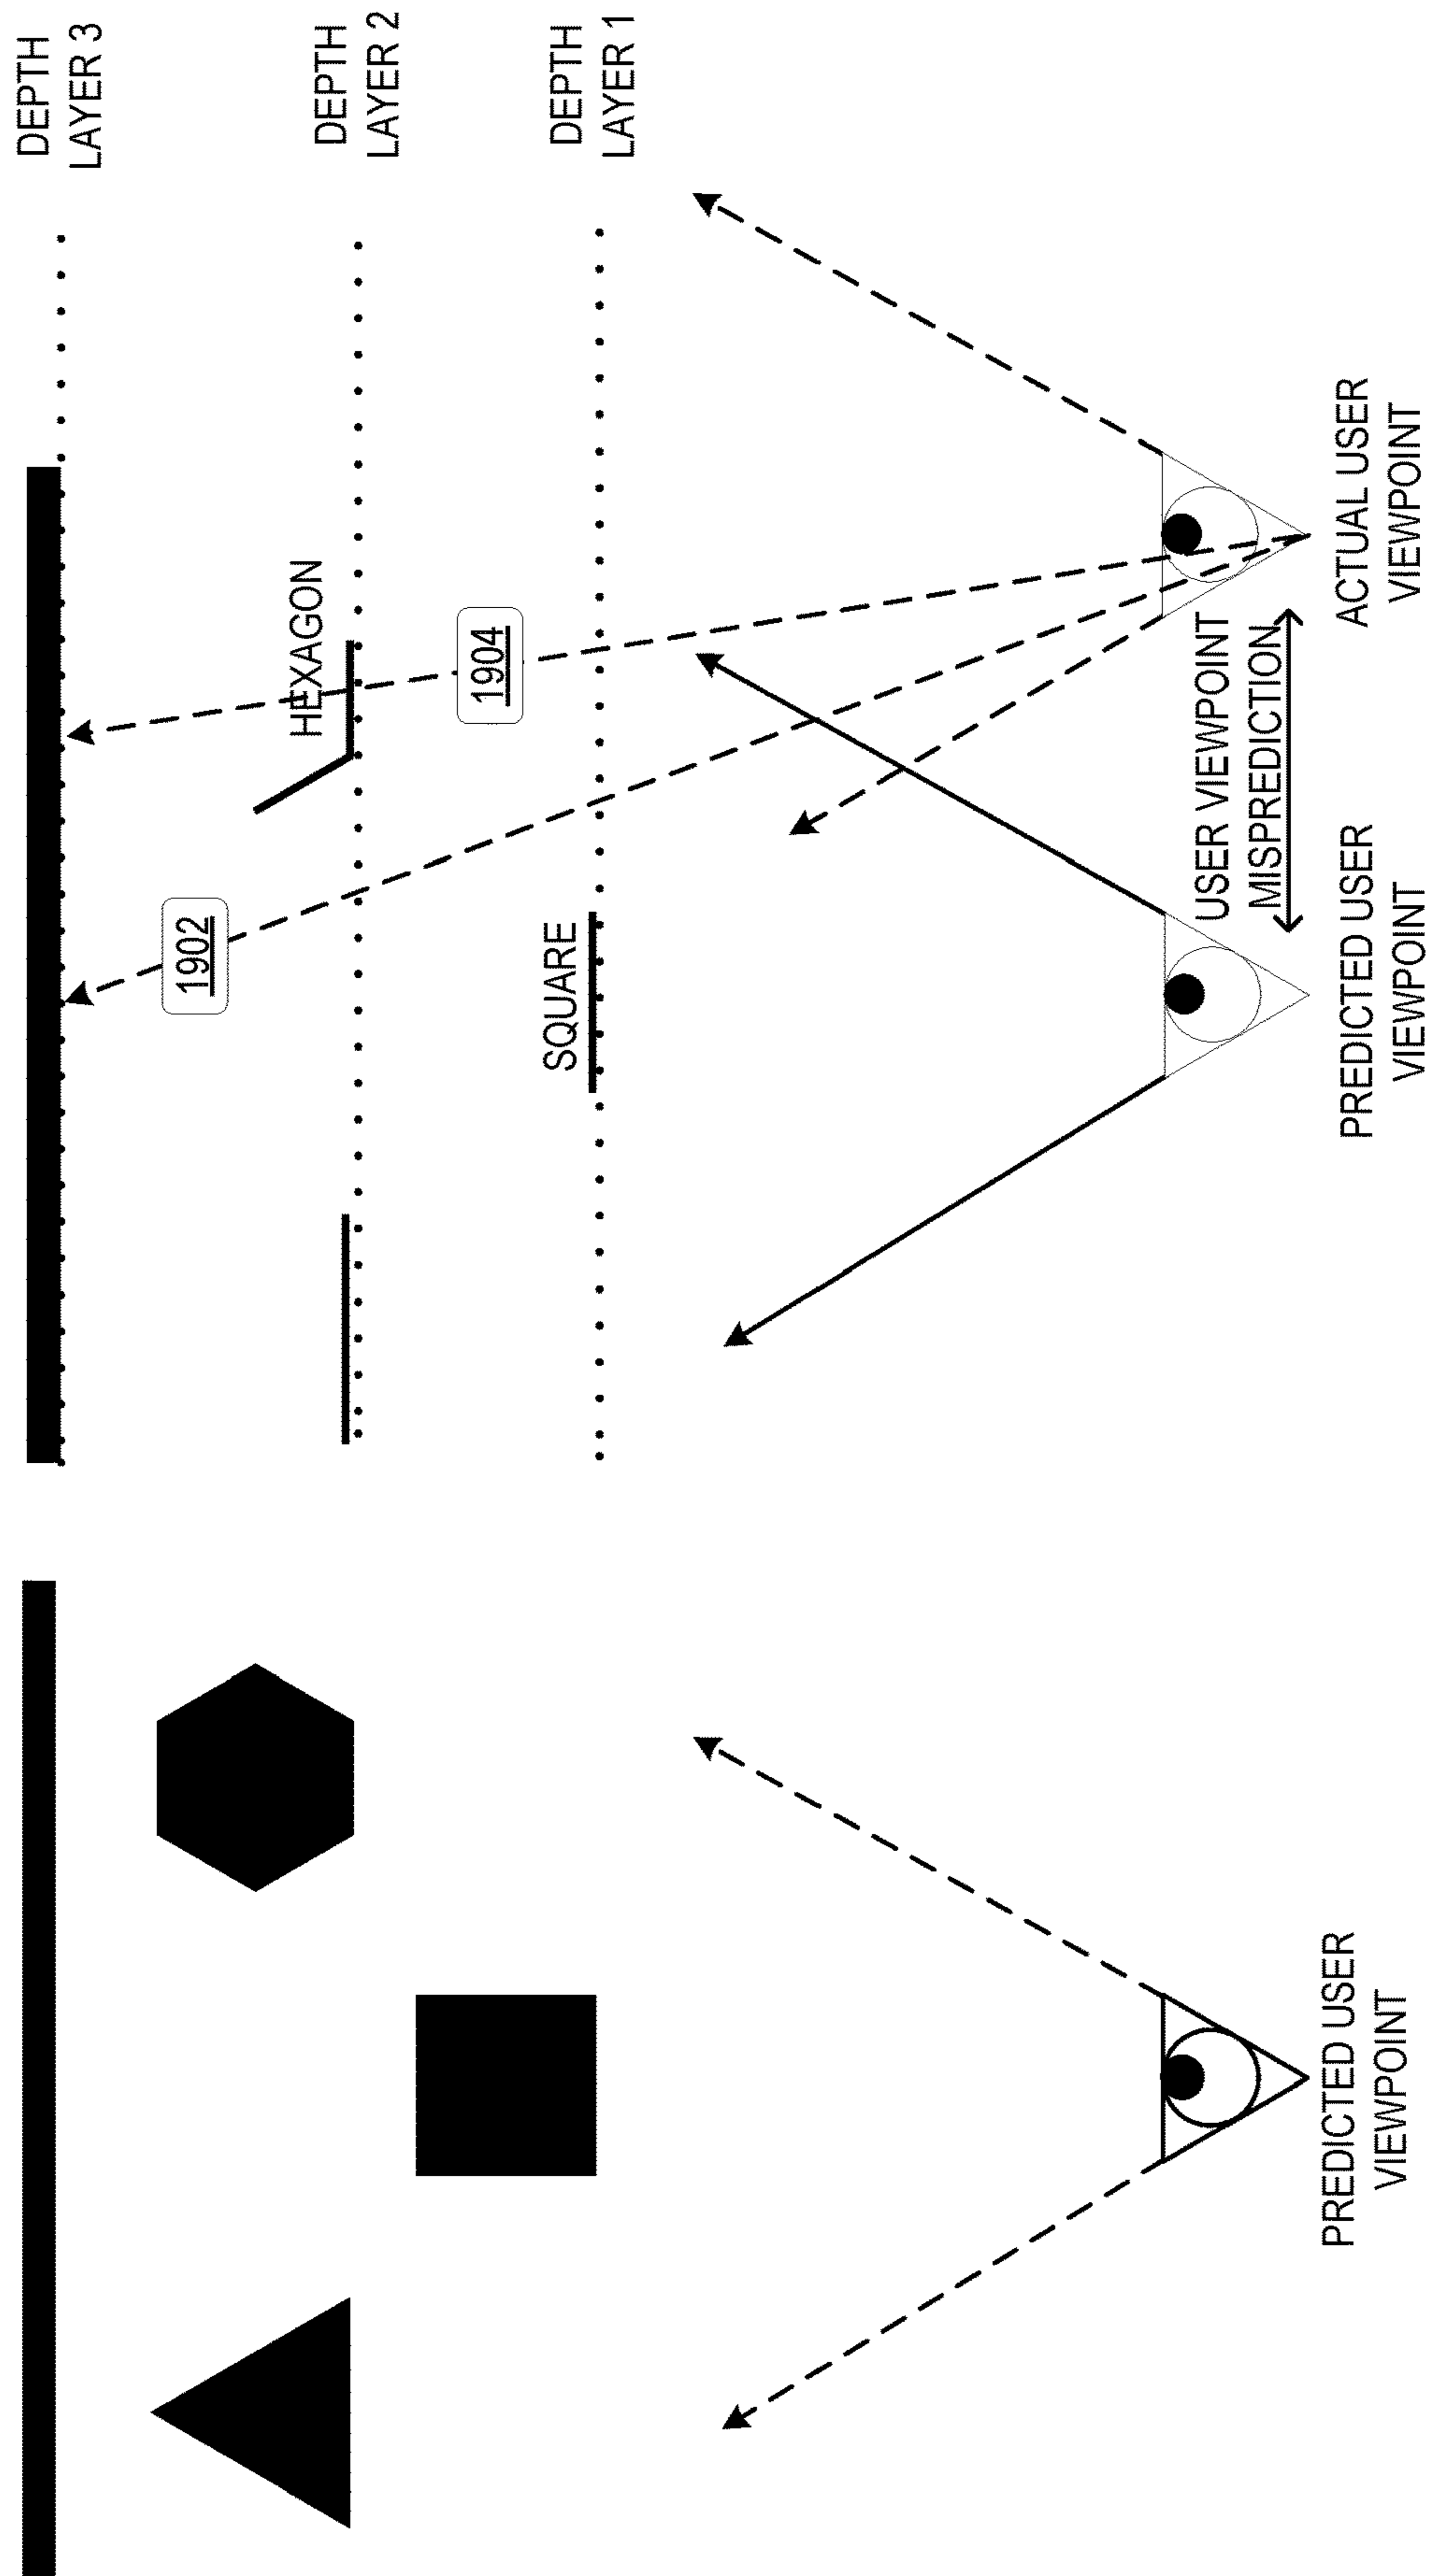 PREDICTED USER
VIEWPOINT
DEPTH
LAYER 3
DEPTH
LAYER 2
DEPTH
LAYER 1
HEXAGON
1902
1904
SQUARE
USER VIEWPOINT
MISPREDICTION
PREDICTED USER
VIEWPOINT
ACTUAL USER
VIEWPOINT